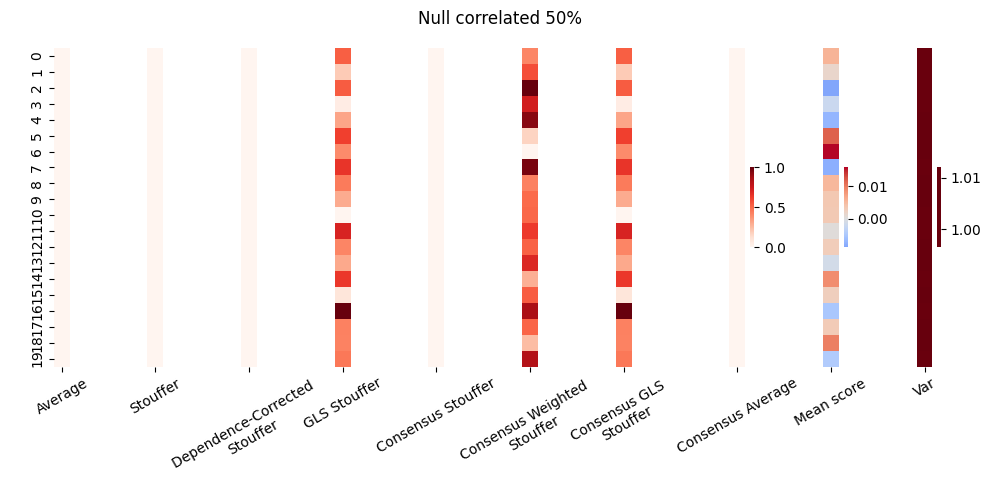 Null correlated 50%
0
1
2
3
4
5
6
7
8
9
10
11
12
13
14
15
16
17
18
19
1.0
0.5
0.0
0.01
0.00
1.01
1.00
Average
Stouffer
Dependence-Corrected
Stouffer
GLS Stouffer
Consensus Stouffer
Consensus Weighted
Stouffer
Consensus GLS
Stouffer
Consensus Average
Mean score
Var